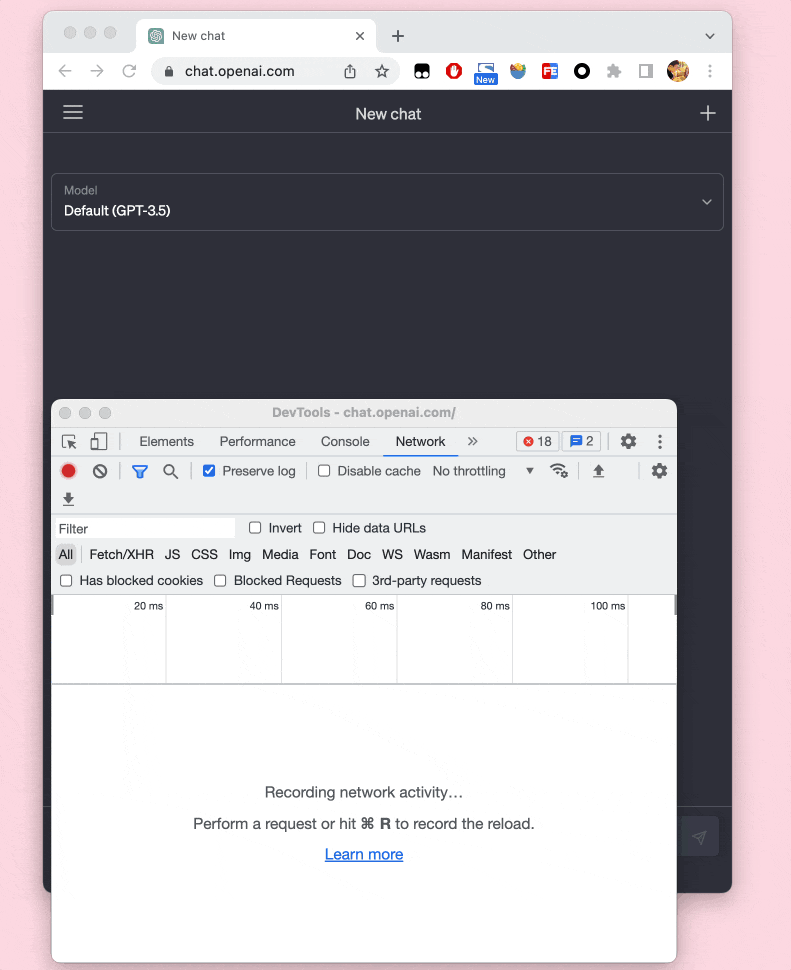 New chat
chat.openai.com
New
FE
New chat
Model
Default (GPT-3.5)
DevTools - chat.openai.com/
Elements Performance Console Network 18 2
Preserve log Disable cache No throttling
Filter Invert Hide data URLs
All Fetch/XHR JS CSS Img Media Font Doc WS Wasm Manifest Other
Has blocked cookies Blocked Requests 3rd-party requests
20 ms 40 ms 60 ms 80 ms 100 ms
Recording network activity…
Perform a request or hit ⌘ R to record the reload.
Learn more